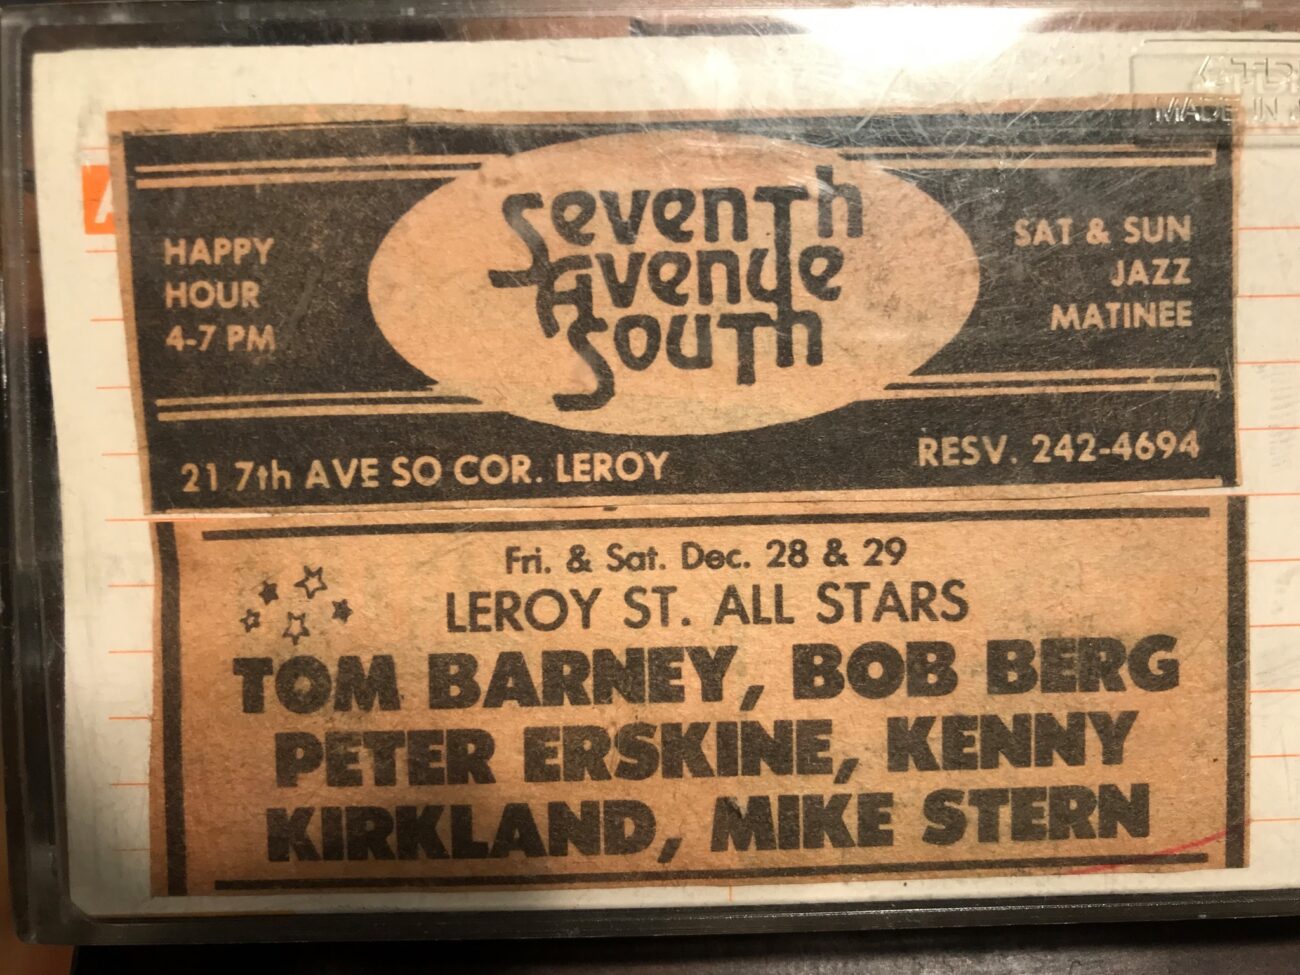 TDK
MADE IN
A
Seventh
Avenue
South
HAPPY
HOUR
4-7 PM
SAT & SUN
JAZZ
MATINEE
21 7th AVE SO COR. LEROY
RESV. 242-4694
Fri. & Sat. Dec. 28 & 29
LEROY ST. ALL STARS
TOM BARNEY, BOB BERG
PETER ERSKINE, KENNY
KIRKLAND, MIKE STERN